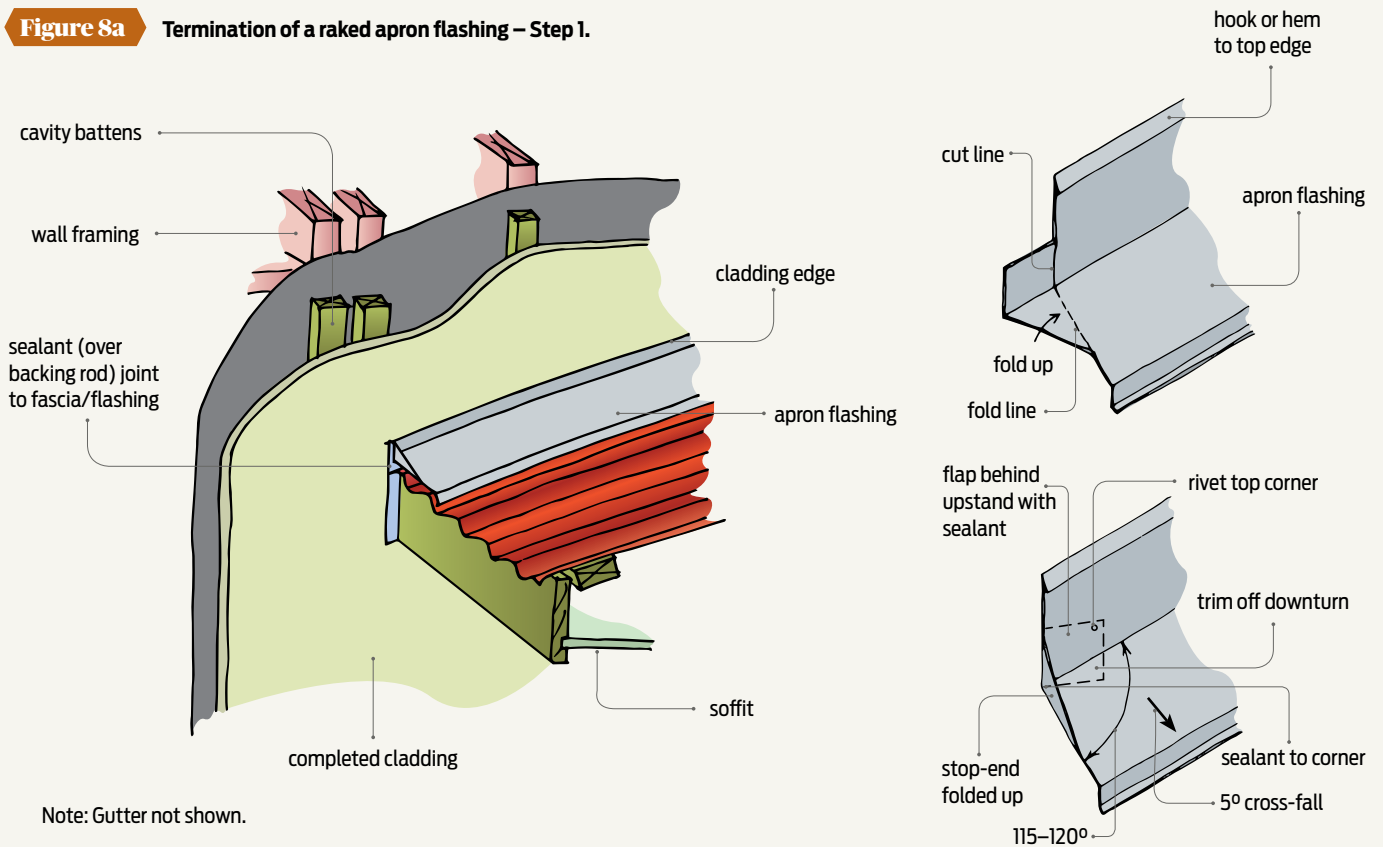 Figure 8a
Termination of a raked apron flashing – Step 1.
cavity battens
wall framing
sealant (over
backing rod) joint
to fascia/flashing
cladding edge
apron flashing
soffit
completed cladding
Note: Gutter not shown.
hook or hem
to top edge
cut line
apron flashing
fold up
fold line
flap behind
upstand with
sealant
rivet top corner
trim off downturn
stop-end
folded up
sealant to corner
5º cross-fall
115–120º